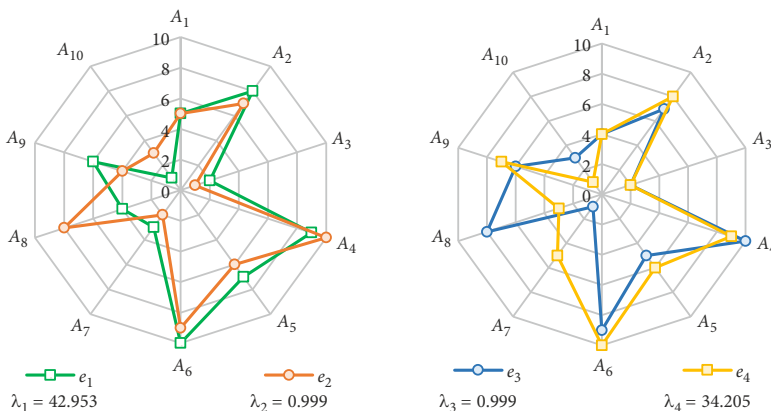 A₁
10
A₁₀
A₂
8
6
A₉
4
A₃
2
0
A₈
A₄
A₇
A₅
A₆
e₁
e₂
λ₁ = 42.953
λ₂ = 0.999
A₁
10
A₁₀
A₂
8
6
A₉
4
A₃
2
0
A₈
A
A₇
A₅
A₆
e₃
e₄
λ₃ = 0.999
λ₄ = 34.205